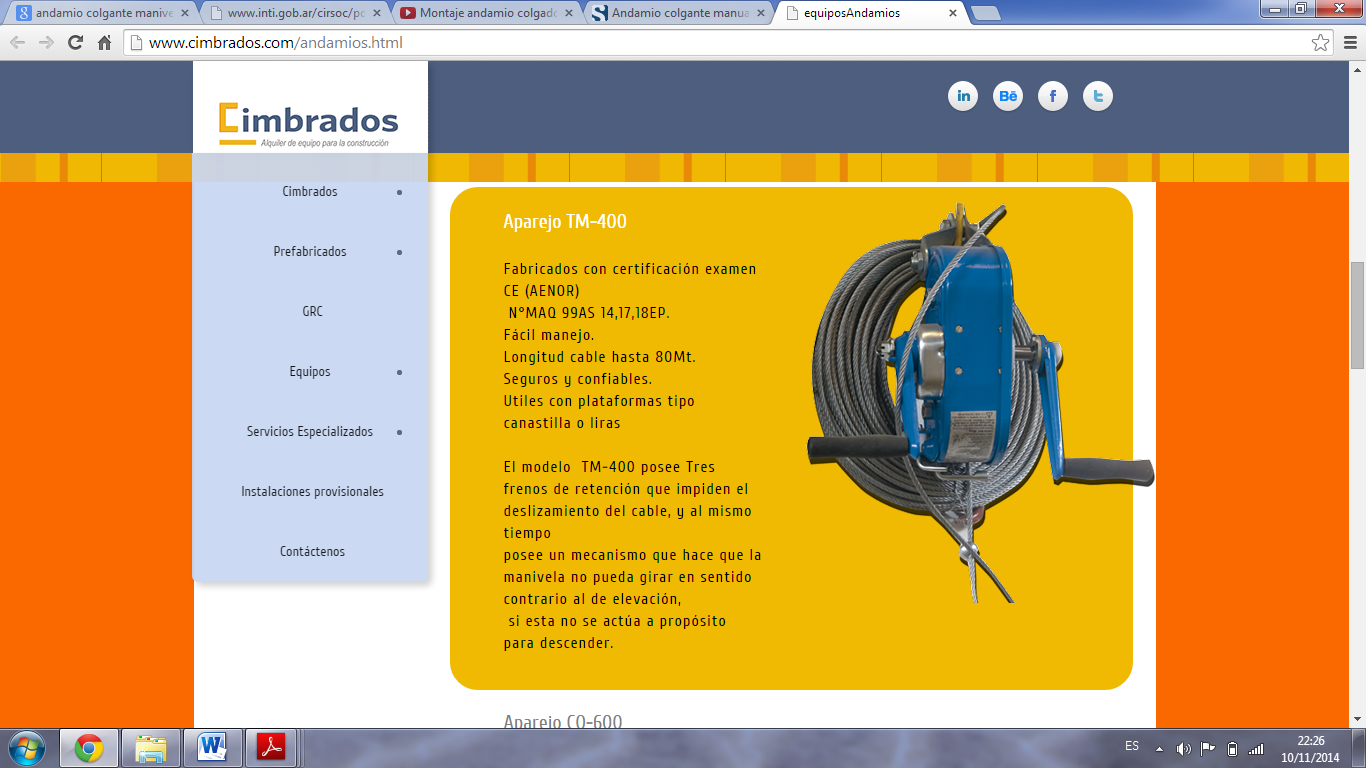 andamio colgante manive
www.inti.gob.ar/cirsoc/po
Montaje andamio colgado
Andamio colgante manua
equiposAndamios
www.cimbrados.com/andamios.html
Cimbrados
Alquiler de equipo para la construcción
in
Bē
f
t
Cimbrados
Prefabricados
GRC
Equipos
Servicios Especializados
Instalaciones provisionales
Contáctenos
Aparejo TM-400
Fabricados con certificación examen
CE (AENOR)
N°MAQ 99AS 14,17,18EP.
Fácil manejo.
Longitud cable hasta 80Mt.
Seguros y confiables.
Utiles con plataformas tipo
canastilla o liras
El modelo TM-400 posee Tres
frenos de retención que impiden el
deslizamiento del cable, y al mismo
tiempo
posee un mecanismo que hace que la
manivela no pueda girar en sentido
contrario al de elevación,
si esta no se actúa a propósito
para descender.
Aparejo CO-600
ES
22:26
10/11/2014